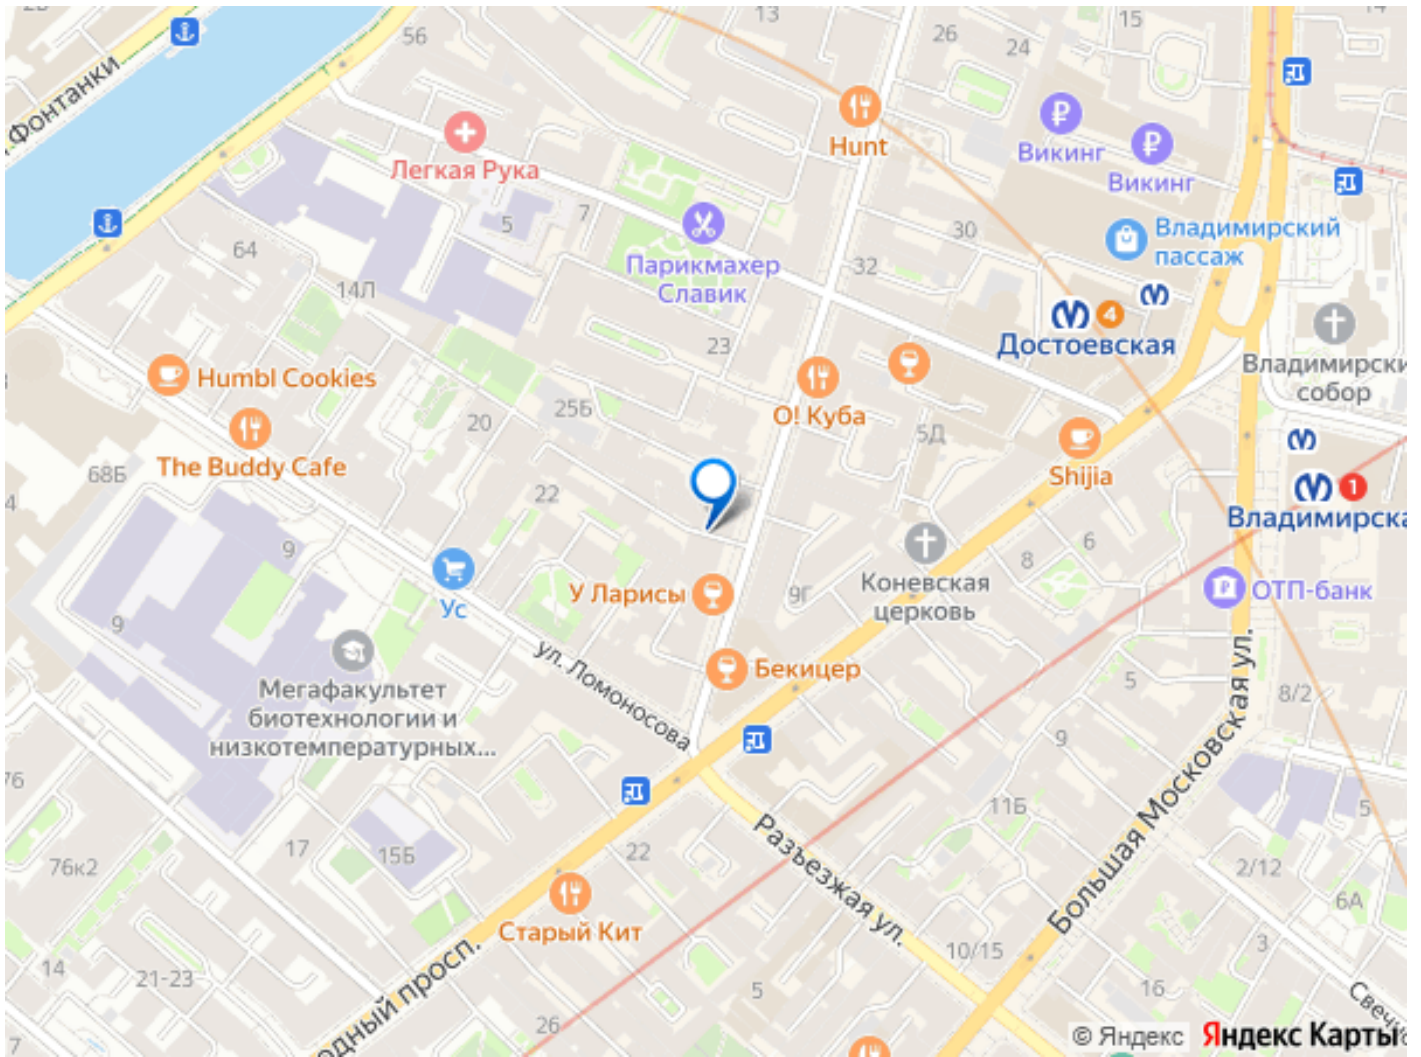 56
13
26
24
15
14
Фонтанки
Hunt
Викинг
Викинг
Легкая Рука
5
7
64
14Л
Парикмахер
Славик
30
32
Владимирский
пассаж
4
Достоевская
Владимирски
собор
23
Humbl Cookies
О! Куба
25Б
20
5Д
The Buddy Cafe
68Б
Shijia
22
1
Владимирска
9
9
Ус
У Ларисы
9Г
Коневская
церковь
8
6
ОТП-банк
ул. Ломоносова
Бекицер
Мегафакультет
биотехнологии и
низкотемпературных...
5
8/2
9
Большая Московская ул.
11Б
5
76к2
17
15Б
22
Разъезжая ул.
2/12
6А
Старый Кит
одный просп.
10/15
3
14
21-23
5
16
26
7
© Яндекс
Яндекс Карты